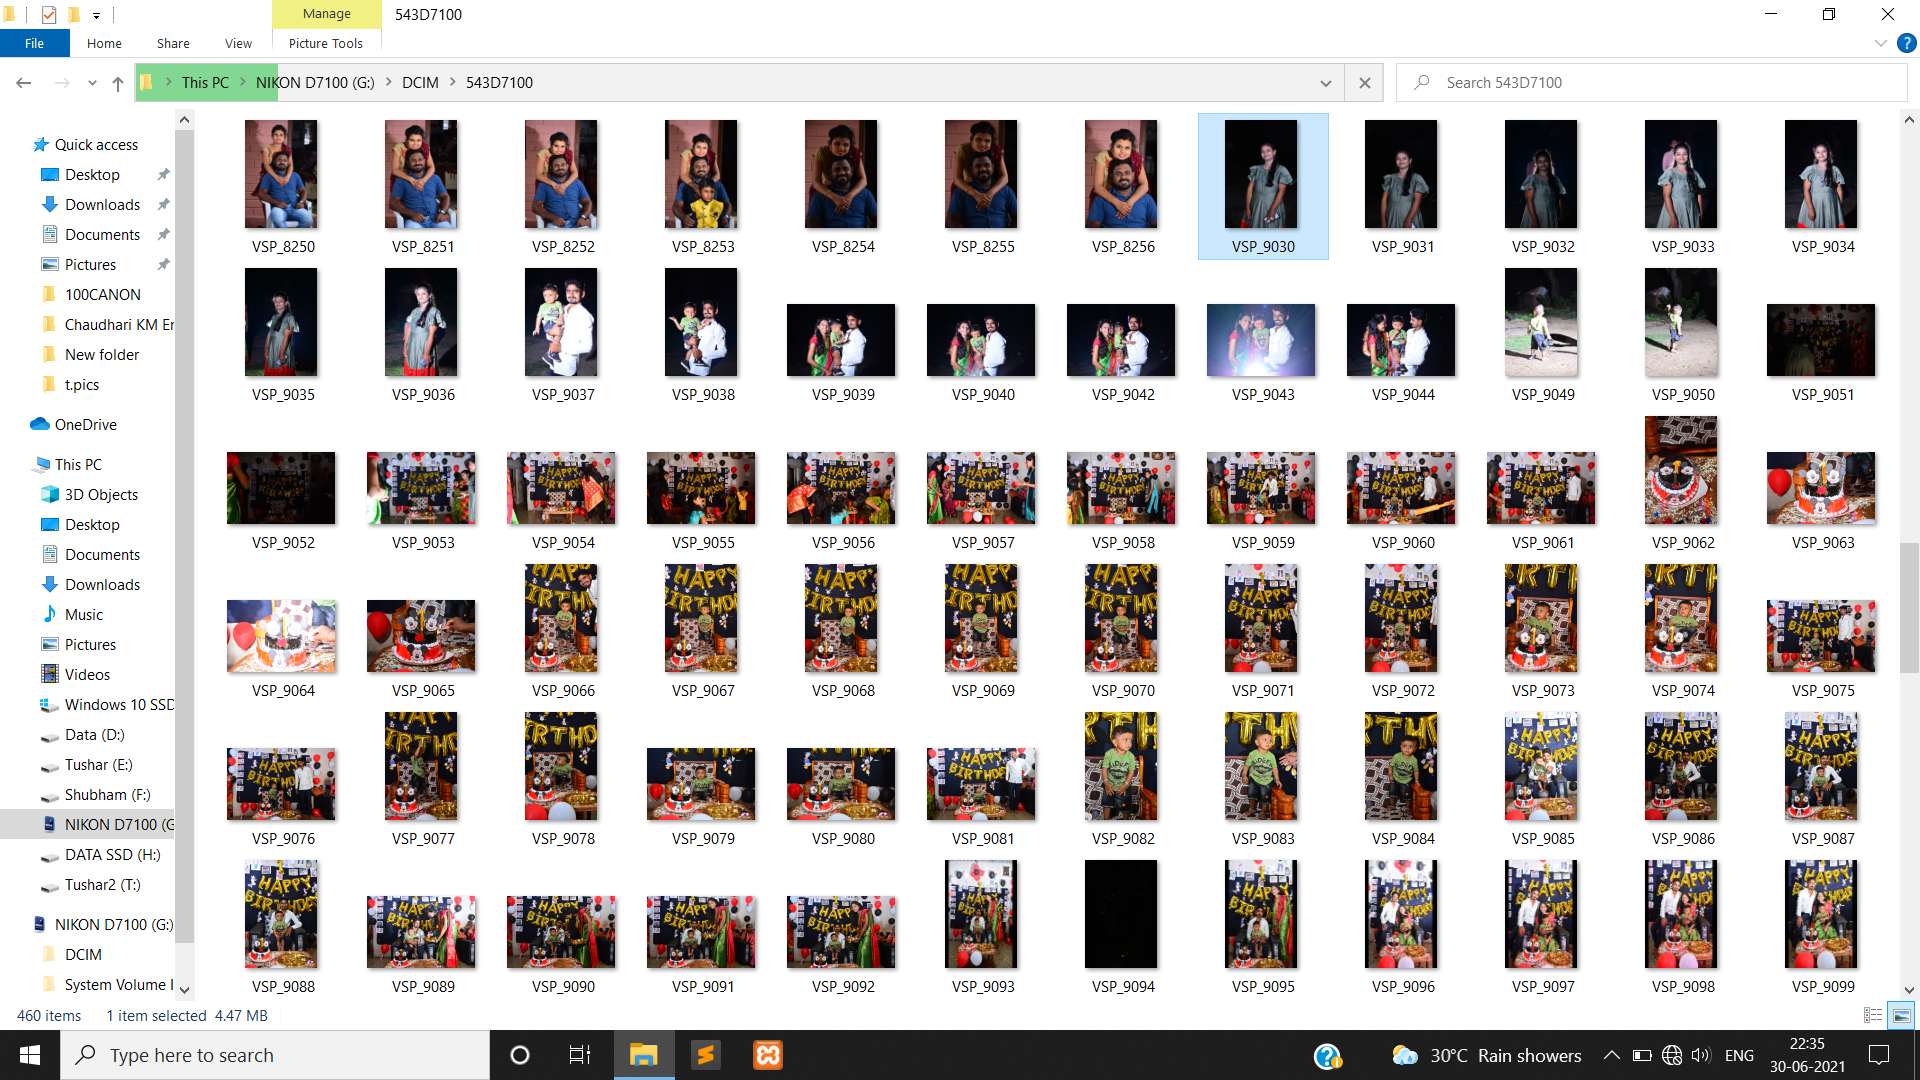 Manage
543D7100
File
Home
Share
View
Picture Tools
This PC
NIKON D7100 (G:)
DCIM
543D7100
Search 543D7100
Quick access
Desktop
Downloads
Documents
Pictures
100CANON
Chaudhari KM Er
New folder
t.pics
OneDrive
This PC
3D Objects
Desktop
Documents
Downloads
Music
Pictures
Videos
Windows 10 SSD
Data (D:)
Tushar (E:)
Shubham (F:)
NIKON D7100 (G
DATA SSD (H:)
Tushar2 (T:)
NIKON D7100 (G:)
DCIM
System Volume I
VSP_8250 VSP_8251 VSP_8252 VSP_8253 VSP_8254 VSP_8255 VSP_8256 VSP_9030 VSP_9031 VSP_9032 VSP_9033 VSP_9034
VSP_9035 VSP_9036 VSP_9037 VSP_9038 VSP_9039 VSP_9040 VSP_9042 VSP_9043 VSP_9044 VSP_9049 VSP_9050 VSP_9051
VSP_9052 VSP_9053 VSP_9054 VSP_9055 VSP_9056 VSP_9057 VSP_9058 VSP_9059 VSP_9060 VSP_9061 VSP_9062 VSP_9063
VSP_9064 VSP_9065 VSP_9066 VSP_9067 VSP_9068 VSP_9069 VSP_9070 VSP_9071 VSP_9072 VSP_9073 VSP_9074 VSP_9075
VSP_9076 VSP_9077 VSP_9078 VSP_9079 VSP_9080 VSP_9081 VSP_9082 VSP_9083 VSP_9084 VSP_9085 VSP_9086 VSP_9087
VSP_9088 VSP_9089 VSP_9090 VSP_9091 VSP_9092 VSP_9093 VSP_9094 VSP_9095 VSP_9096 VSP_9097 VSP_9098 VSP_9099
460 items 1 item selected 4.47 MB
Type here to search
30°C Rain showers
ENG
22:35
30-06-2021